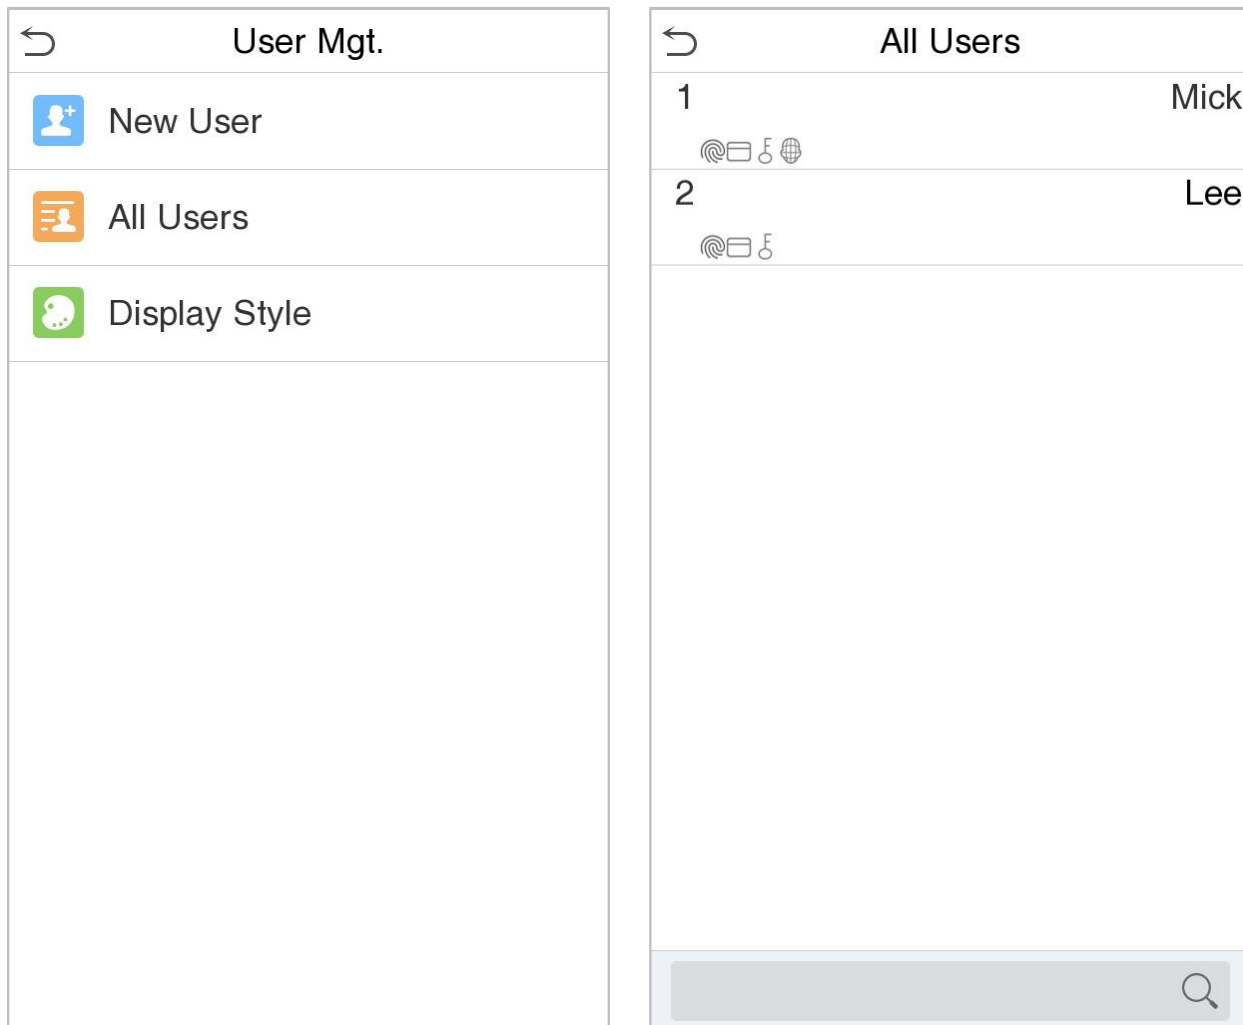 User Mgt.
New User
All Users
Display Style
All Users
1 Mick
2 Lee